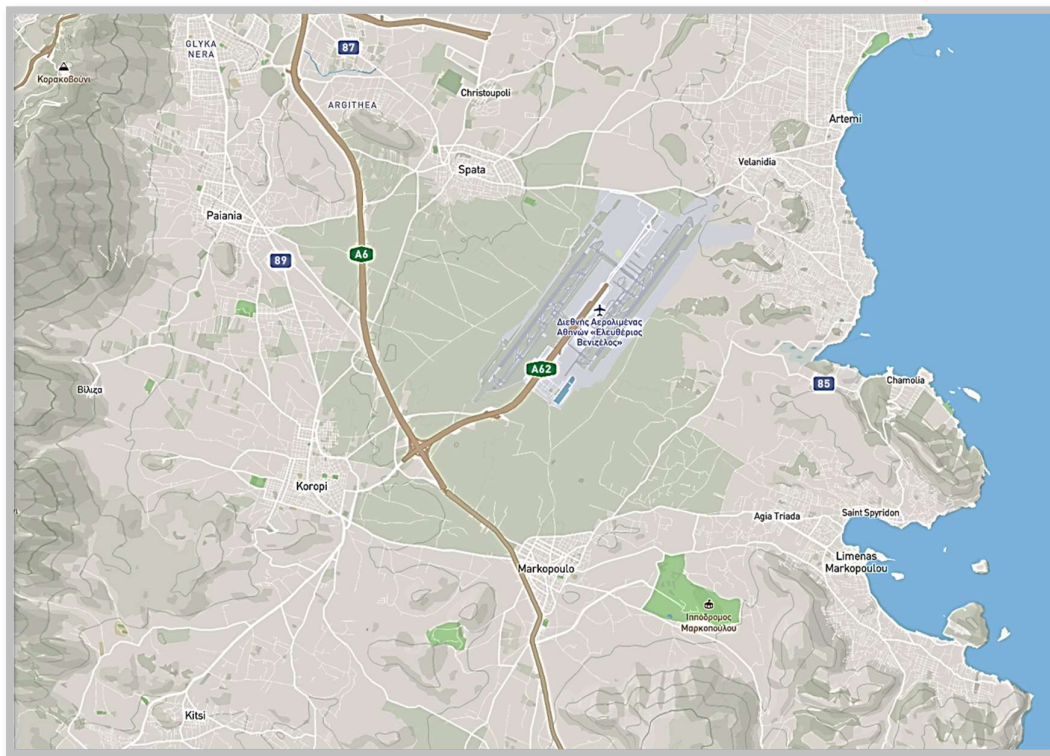 GLYKA
NERA
87
Κορακοβούνι
Christoupoli
ARGITHEA
Artemi
Velanidia
Spata
Paiania
A6
89
Διεθνής Αερολιμένας
Αθηνών «Ελευθέριος
Βενιζέλος»
A62
85
Chamolia
Βίλιζα
Koropi
Agia Triada
Saint Spyridon
Limenas
Markopoulou
Markopoulo
Ιππόδρομος
Μαρκοπούλου
Kitsi